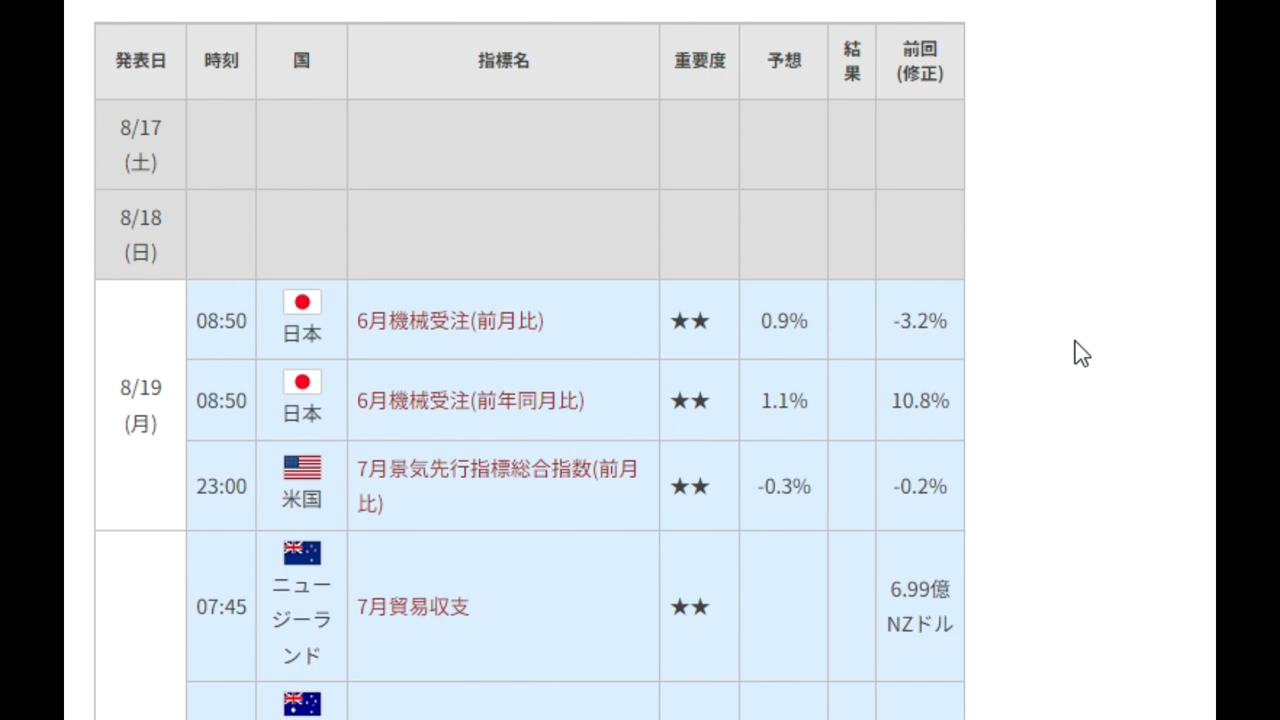 発表日 時刻 国 指標名 重要度 予想 結果 前回(修正)
8/17
(土)
8/18
(日)
8/19
(月)
08:50 日本 6月機械受注(前月比) ★★ 0.9% -3.2%
08:50 日本 6月機械受注(前年同月比) ★★ 1.1% 10.8%
23:00 米国 7月景気先行指標総合指数(前月
比) ★★ -0.3% -0.2%
07:45 ニュー
ジーラ
ンド 7月貿易収支 ★★ 6.99億
NZドル